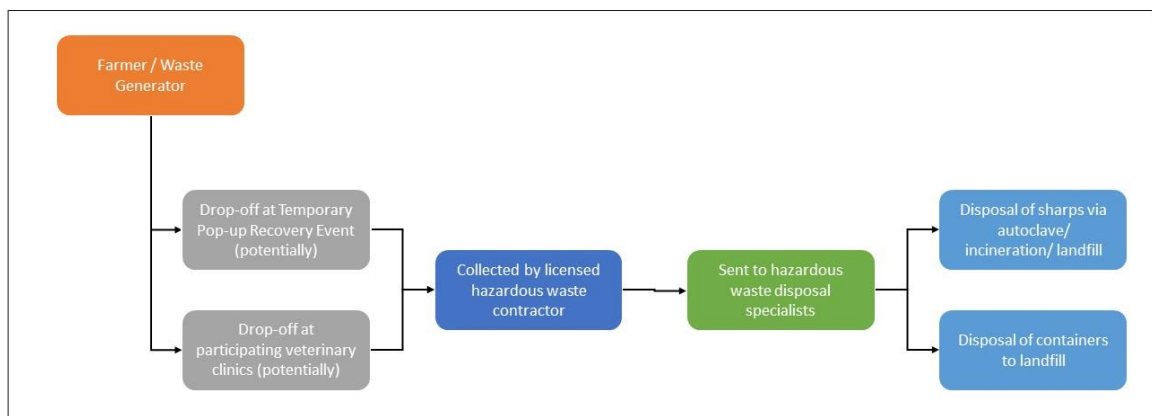 Farmer / Waste
Generator
Drop-off at Temporary
Pop-up Recovery Event
(potentially)
Drop-off at
participating veterinary
clinics (potentially)
Collected by licensed
hazardous waste
contractor
Sent to hazardous
waste disposal
specialists
Disposal of sharps via
autoclave/
incineration/ landfill
Disposal of containers
to landfill